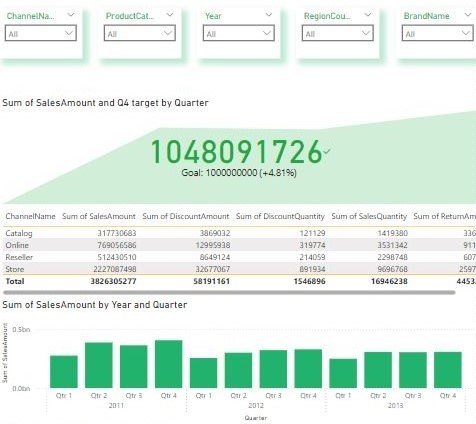 ChannelNa... ProductCat... Year RegionCou... BrandName
All All All All All
Sum of SalesAmount and Q4 target by Quarter
1048091726
Goal: 1000000000 (+4.81%)
ChannelName Sum of SalesAmount Sum of DiscountAmount Sum of DiscountQuantity Sum of SalesQuantity Sum of ReturnAm
Catalog 317730683 3869032 121129 1419380 336
Online 769056586 12995938 319774 3531342 911
Reseller 512430510 8649124 214059 2298748 607
Store 2227087498 32677067 891934 9696768 2597
Total 3826305277 58191161 1546896 16946238 4453
Sum of SalesAmount by Year and Quarter
Sum of SalesAmount
0.5bn
0.0bn
Qtr 1 Qtr 2 Qtr 3 Qtr 4 Qtr 1 Qtr 2 Qtr 3 Qtr 4 Qtr 1 Qtr 2 Qtr 3 Qtr 4
2011 2012 2013
Quarter